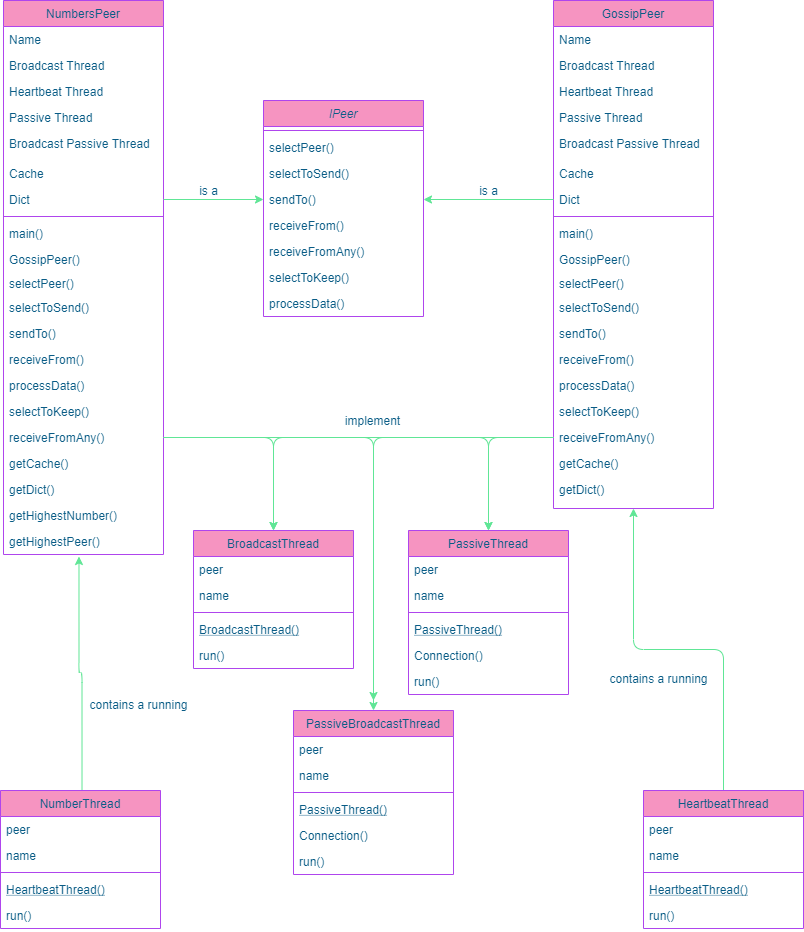 NumbersPeer
Name
Broadcast Thread
Heartbeat Thread
Passive Thread
Broadcast Passive Thread
Cache
Dict
main()
GossipPeer()
selectPeer()
selectToSend()
sendTo()
receiveFrom()
processData()
selectToKeep()
receiveFromAny()
getCache()
getDict()
getHighestNumber()
getHighestPeer()
is a
IPeer
selectPeer()
selectToSend()
sendTo()
receiveFrom()
receiveFromAny()
selectToKeep()
processData()
is a
GossipPeer
Name
Broadcast Thread
Heartbeat Thread
Passive Thread
Broadcast Passive Thread
Cache
Dict
main()
GossipPeer()
selectPeer()
selectToSend()
sendTo()
receiveFrom()
processData()
selectToKeep()
receiveFromAny()
getCache()
getDict()
implement
BroadcastThread
peer
name
BroadcastThread()
run()
PassiveThread
peer
name
PassiveThread()
Connection()
run()
contains a running
contains a running
PassiveBroadcastThread
peer
name
PassiveThread()
Connection()
run()
NumberThread
peer
name
HeartbeatThread()
run()
HeartbeatThread
peer
name
HeartbeatThread()
run()